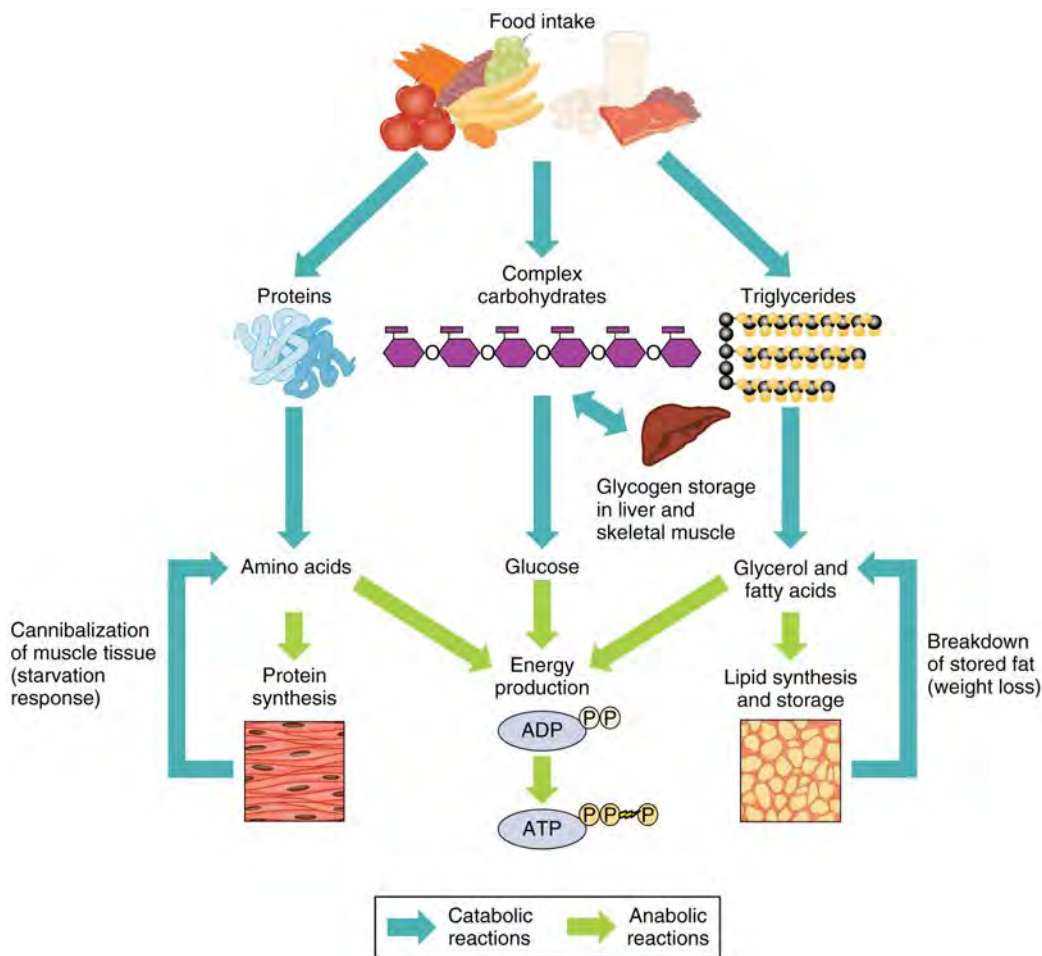 Food intake
Proteins
Complex
carbohydrates
Triglycerides
O O O O O
Glycogen storage
in liver and
skeletal muscle
Amino acids
Glucose
Glycerol and
fatty acids
Cannibalization
of muscle tissue
(starvation
response)
Protein
synthesis
Energy
production
Lipid synthesis
and storage
Breakdown
of stored fat
(weight loss)
ADP P P
ATP P P P
Catabolic
reactions
Anabolic
reactions